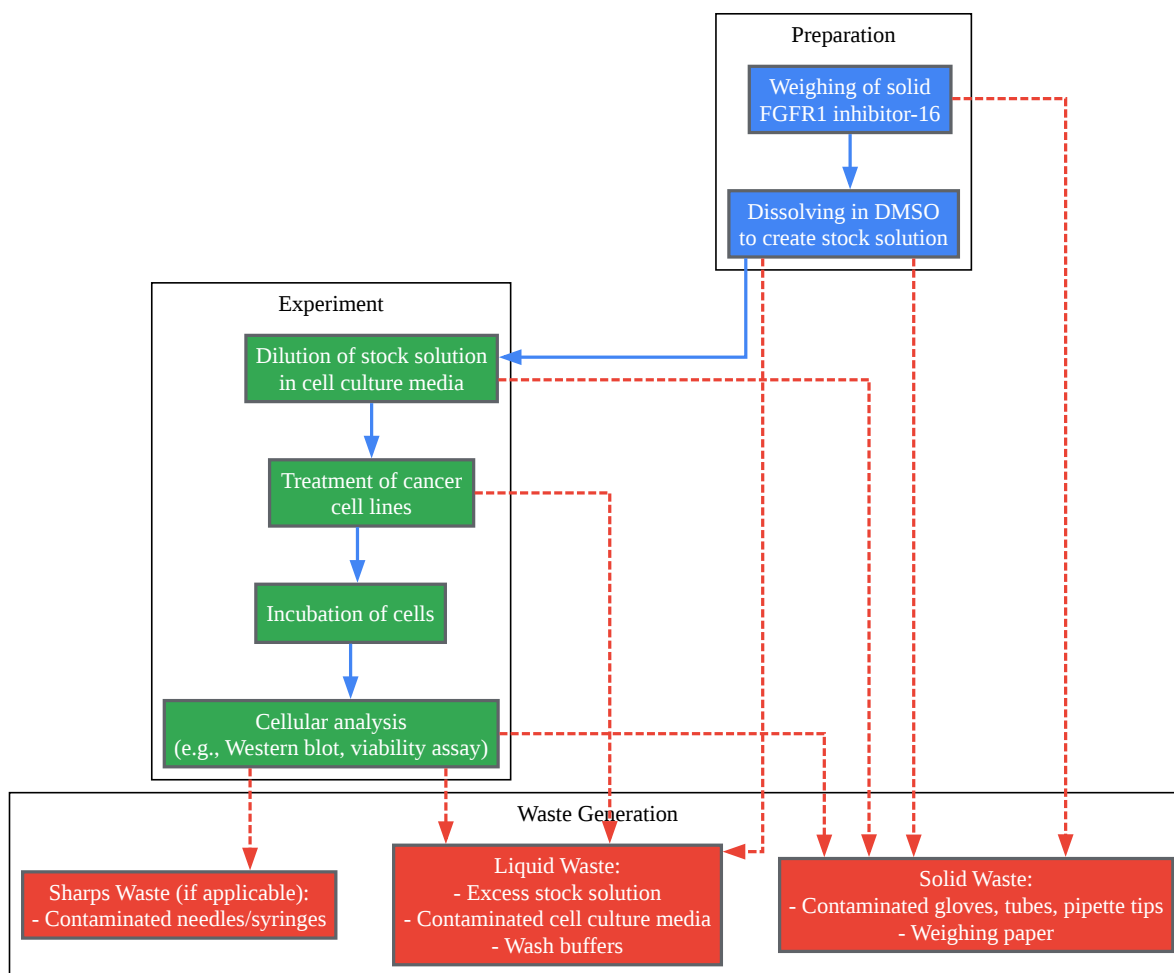 Preparation
Weighing of solid
FGFR1 inhibitor-16
Dissolving in DMSO
to create stock solution
Experiment
Dilution of stock solution
in cell culture media
Treatment of cancer
cell lines
Incubation of cells
Cellular analysis
(e.g., Western blot, viability assay)
Waste Generation
Sharps Waste (if applicable):
- Contaminated needles/syringes
Liquid Waste:
- Excess stock solution
- Contaminated cell culture media
- Wash buffers
Solid Waste:
- Contaminated gloves, tubes, pipette tips
- Weighing paper